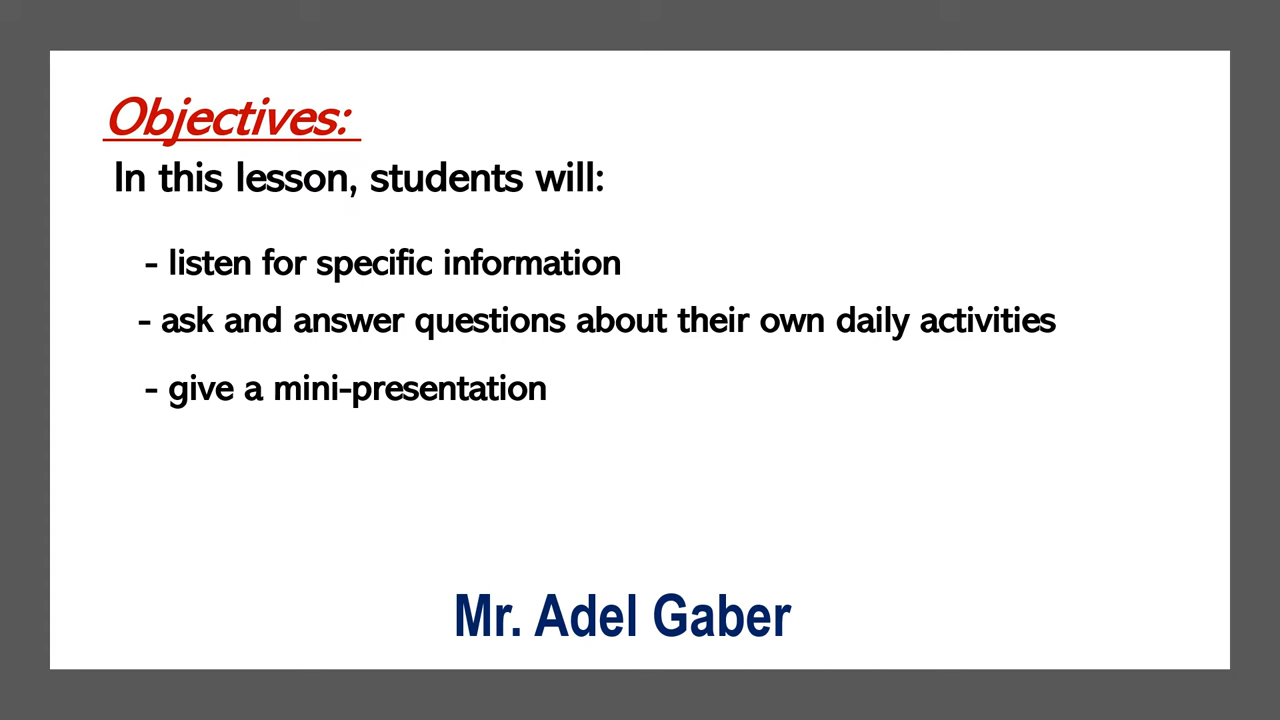 Objectives:
In this lesson, students will:
- listen for specific information
- ask and answer questions about their own daily activities
- give a mini-presentation
Mr. Adel Gaber